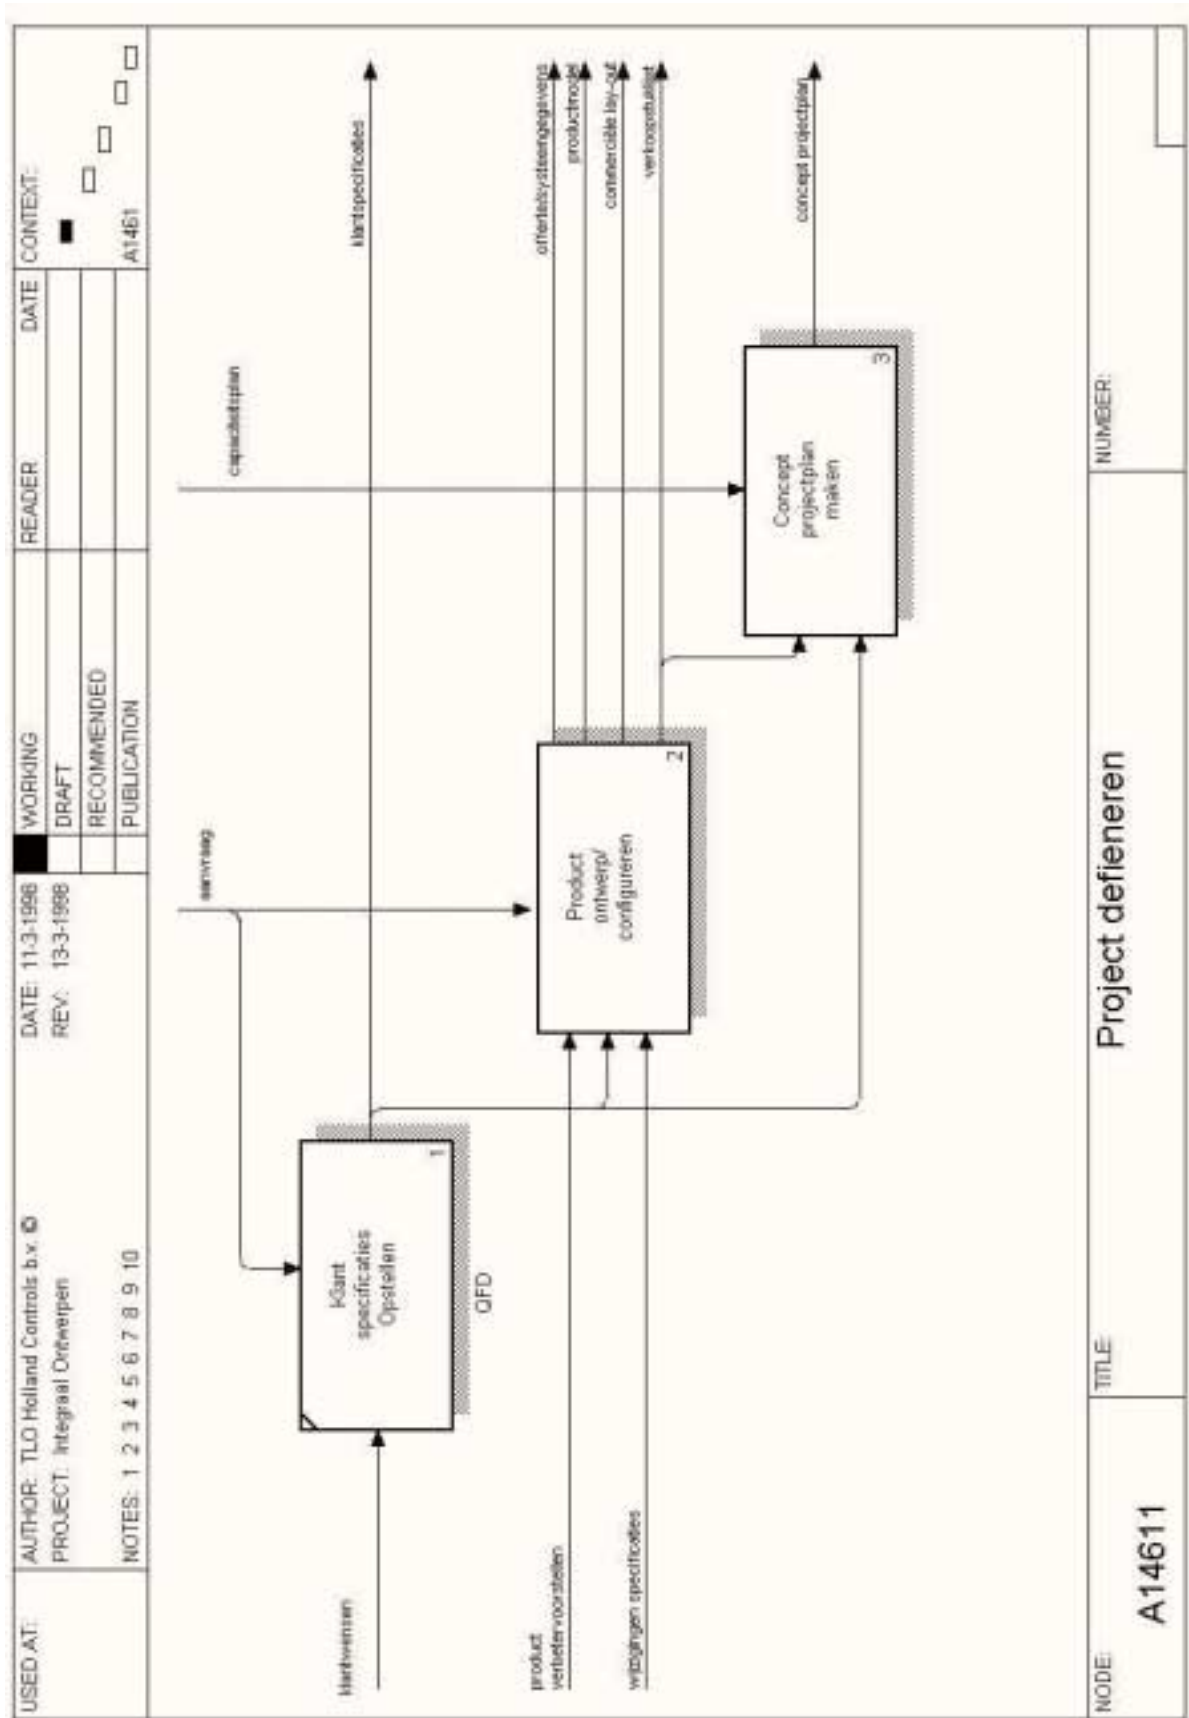 USED AT:
AUTHOR: TLO Holland Controls b.v. ©
PROJECT: Integraal Ontwerpen
NOTES: 1 2 3 4 5 6 7 8 9 10
DATE: 11-3-1998
REV: 13-3-1998
WORKING
DRAFT
RECOMMENDED
PUBLICATION
READER
DATE
CONTEXT:
A1461
aanvraag
capaciteitsplan
klantspecificaties
klantwensen
Klant
specificaties
Opstellen
1
QFD
product
verbetervoorstellen
wijzigingen specificaties
Product
ontwerp/
configureren
2
offerte/systeemgegevens
productmodel
commerciële lay-out
verkoopstuklist
Concept
projectplan
maken
3
concept projectplan
NODE:
A14611
TITLE:
Project defieneren
NUMBER: